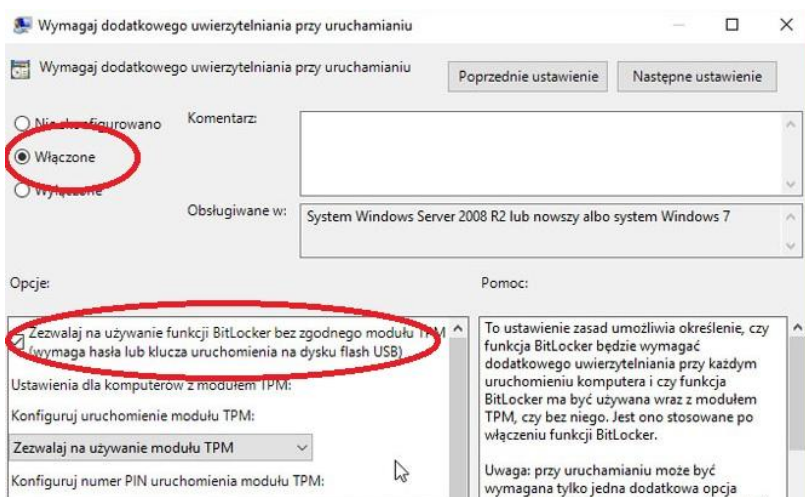 Wymagaj dodatkowego uwierzytelniania przy uruchamianiu
Wymagaj dodatkowego uwierzytelniania przy uruchamianiu
Poprzednie ustawienie
Następne ustawienie
Nie skonfigurowano
Komentarz:
Włączone
Wyłączone
Obsługiwane w:
System Windows Server 2008 R2 lub nowszy albo system Windows 7
Opcje:
Pomoc:
Zezwalaj na używanie funkcji BitLocker bez zgodnego modułu TPM
(wymaga hasła lub klucza uruchomienia na dysku flash USB)
Ustawienia dla komputerów z modułem TPM:
Konfiguruj uruchomienie modułu TPM:
Zezwalaj na używanie modułu TPM
Konfiguruj numer PIN uruchomienia modułu TPM:
To ustawienie zasad umożliwia określenie, czy
funkcja BitLocker będzie wymagać
dodatkowego uwierzytelniania przy każdym
uruchomieniu komputera i czy funkcja
BitLocker ma być używana wraz z modułem
TPM, czy bez niego. Jest ono stosowane po
włączeniu funkcji BitLocker.
Uwaga: przy uruchamianiu może być
wymagana tylko jedna dodatkowa opcja